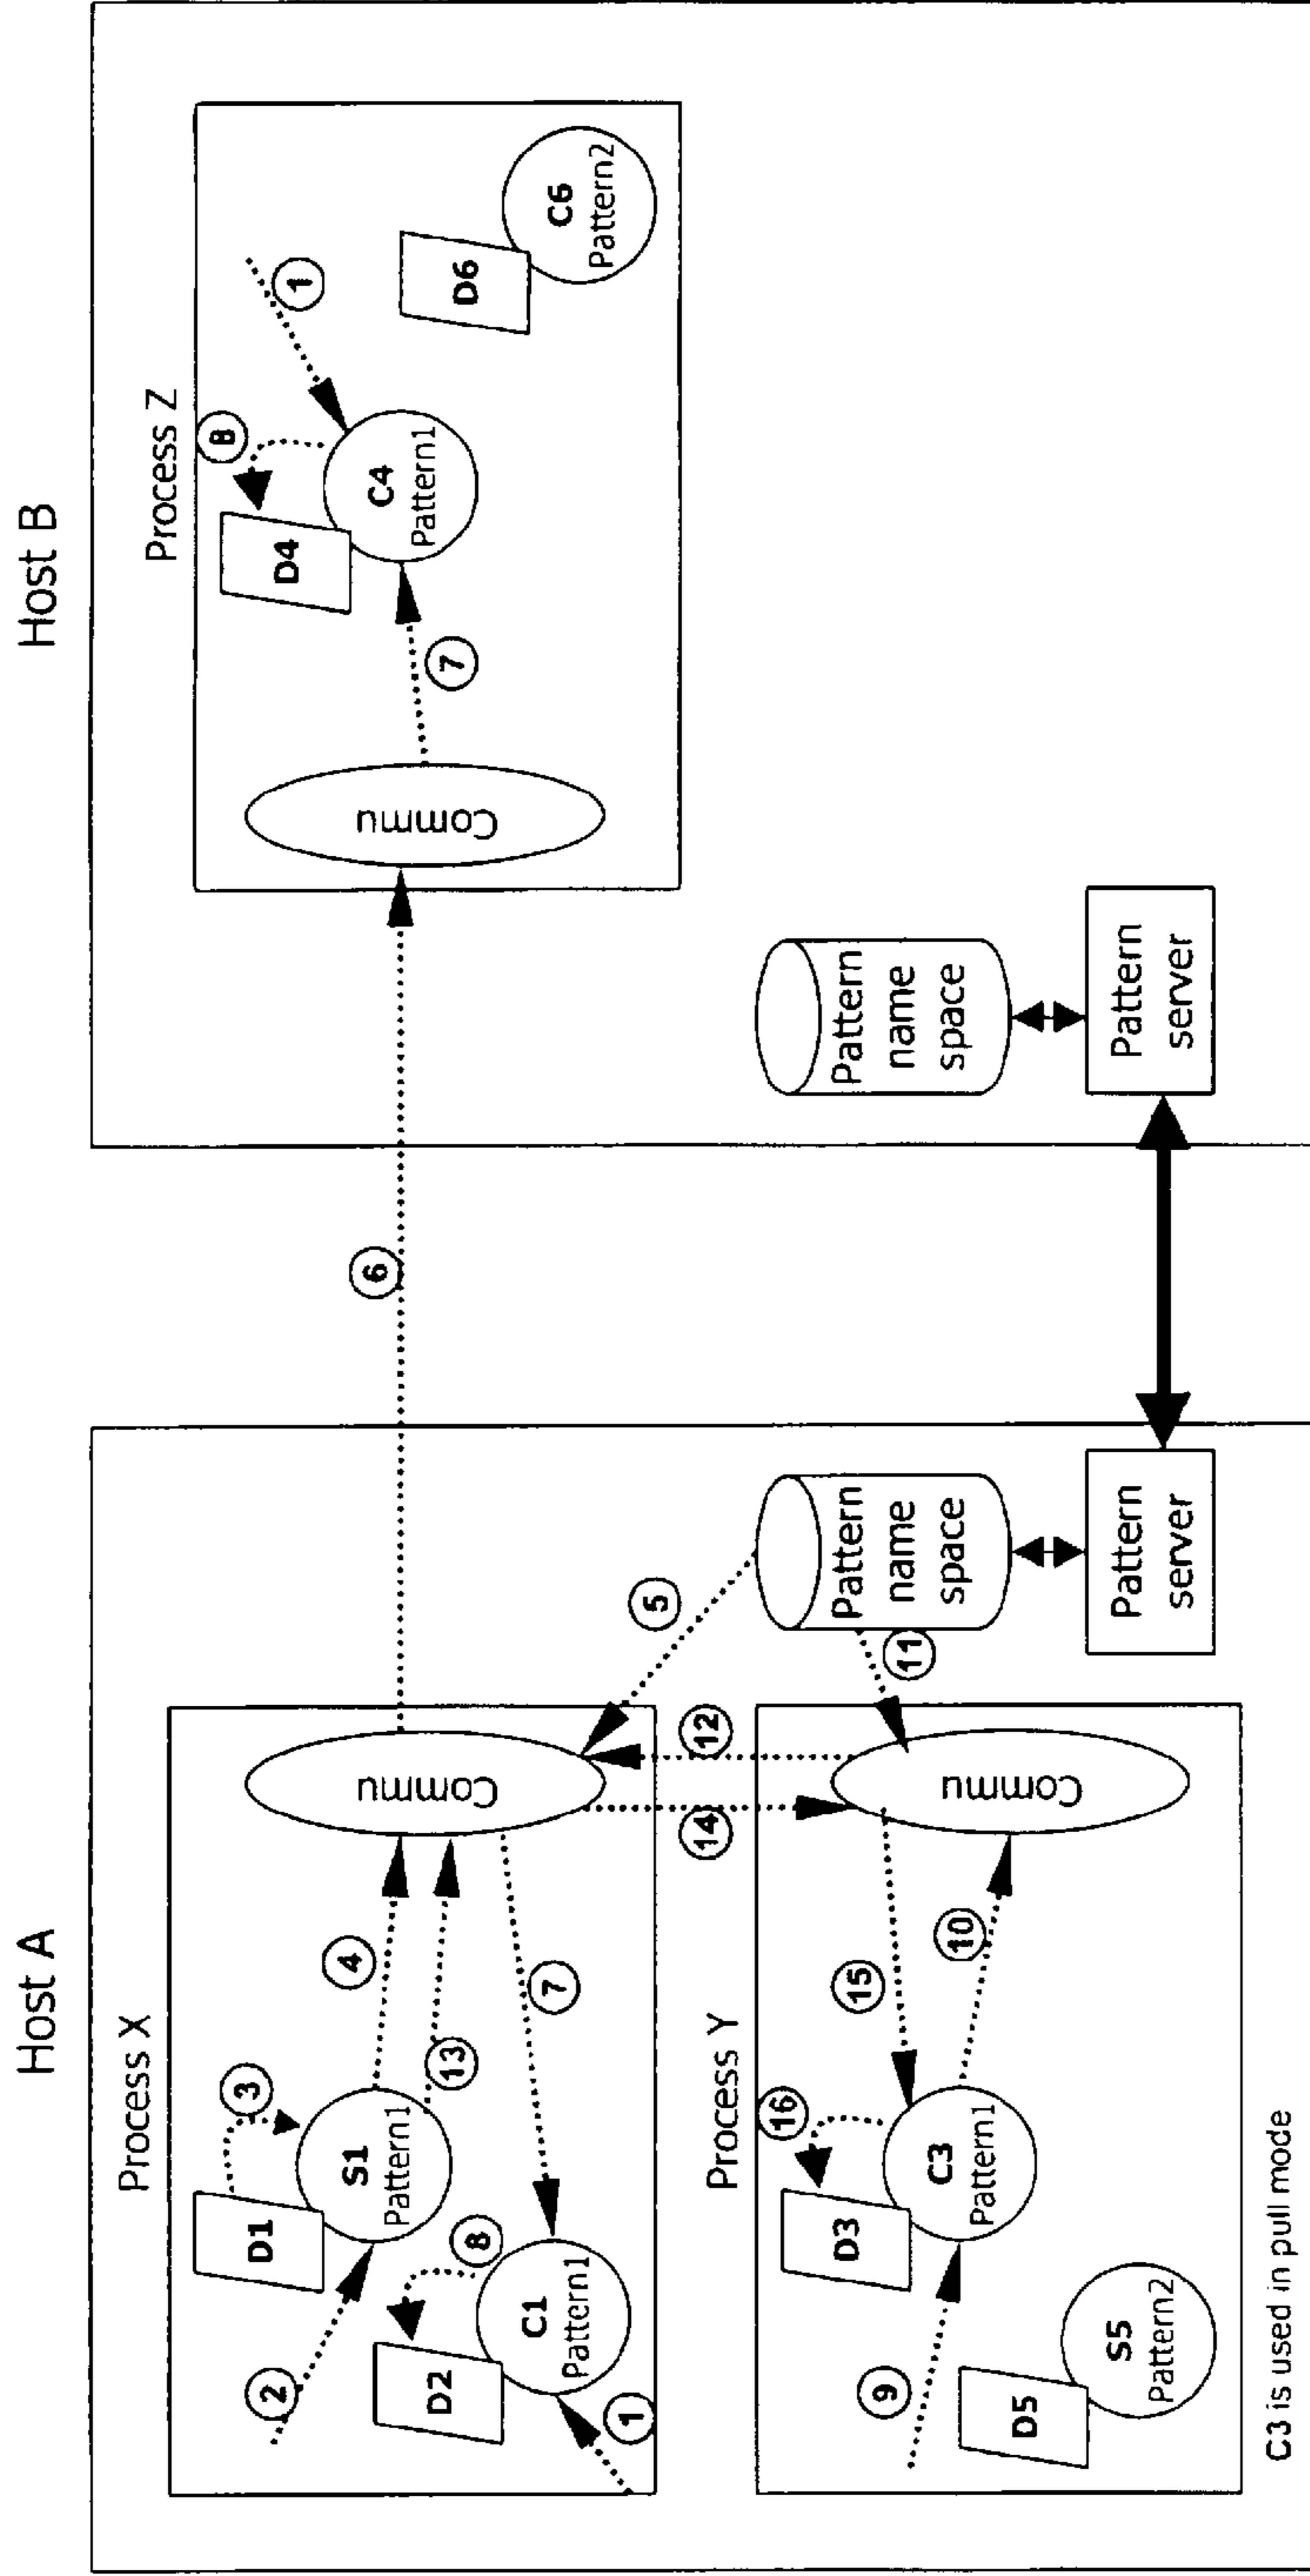 Host A
Host B
Process X
D1
S1
Pattern1
D2
C1
Pattern1
Commu
2
3
4
13
8
7
1
5
6
12
14
Process Y
D3
C3
Pattern1
D5
S5
Pattern2
Commu
16
15
10
9
11
Pattern
name
space
Pattern
server
C3 is used in pull mode
Process Z
8
1
D4
C4
Pattern1
D6
C6
Pattern2
7
Commu
Pattern
name
space
Pattern
server